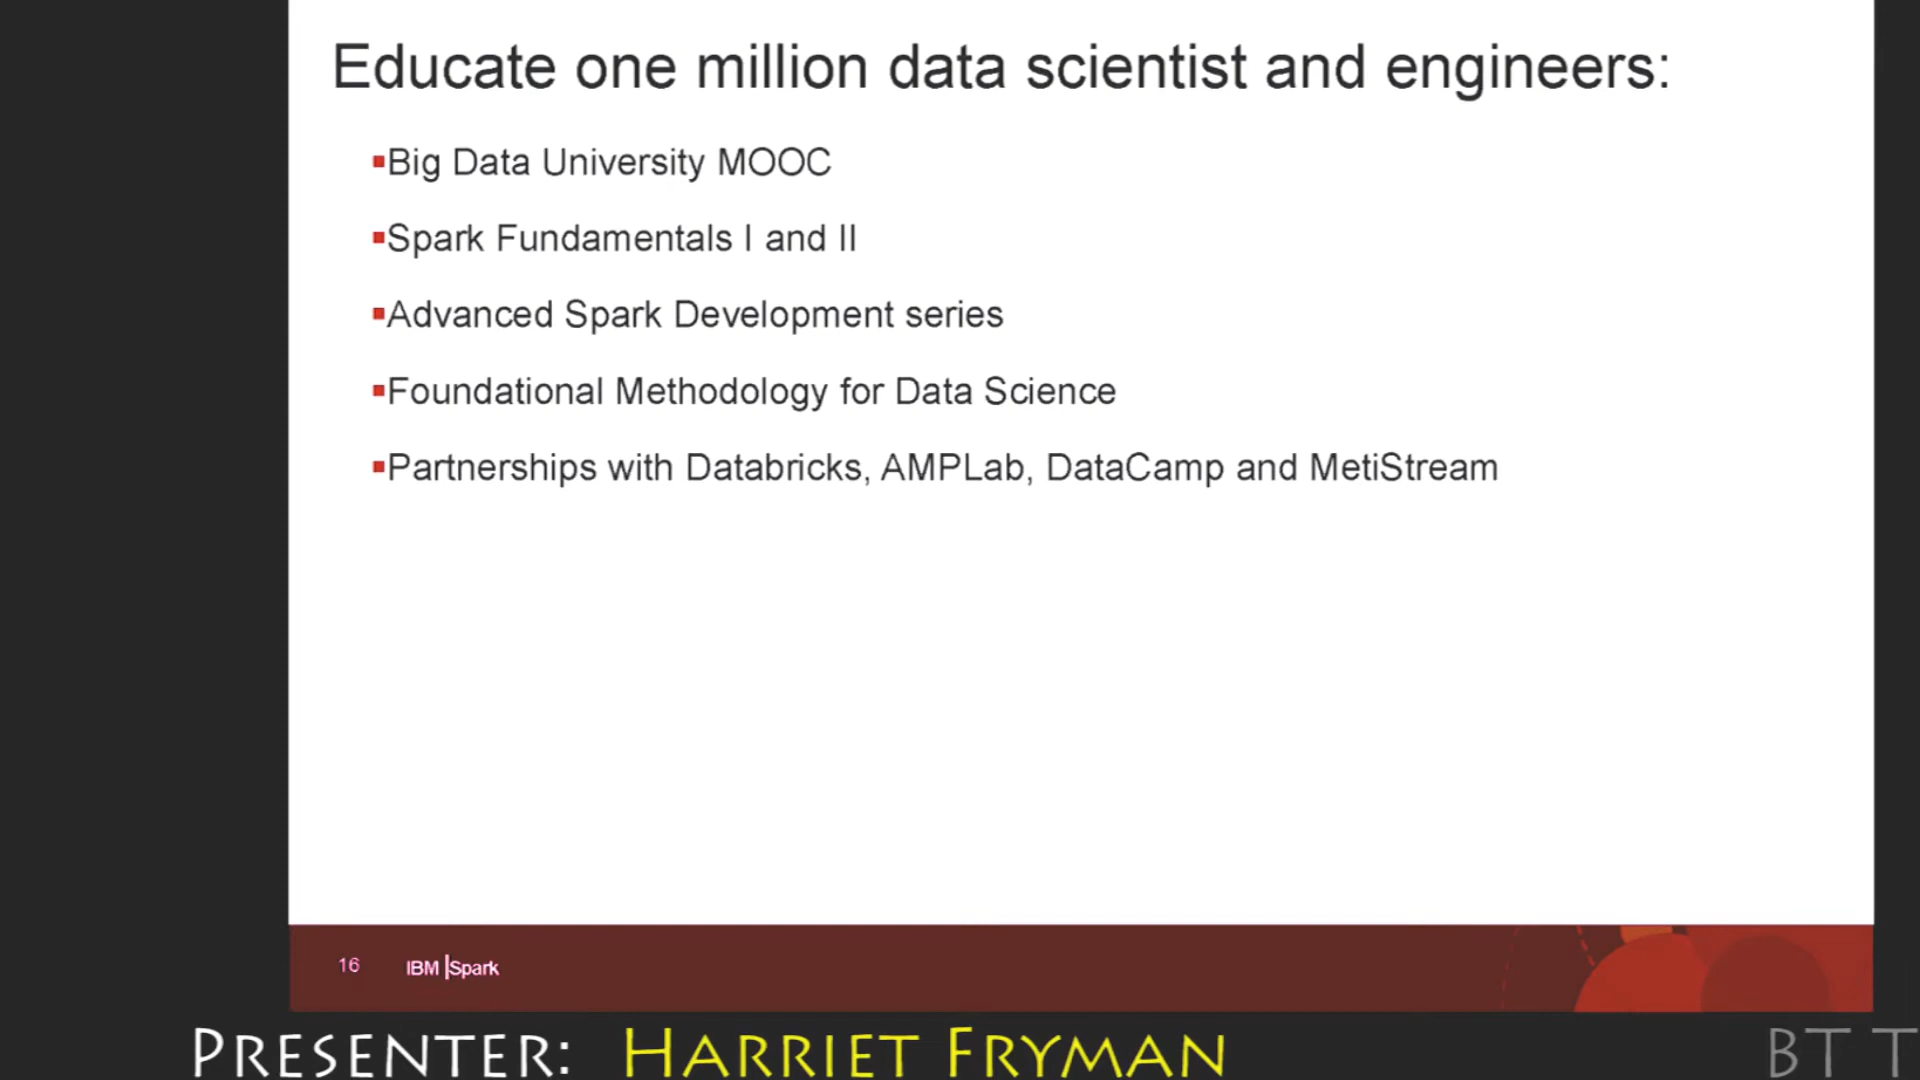 Educate one million data scientist and engineers:
▪Big Data University MOOC
▪Spark Fundamentals I and II
▪Advanced Spark Development series
▪Foundational Methodology for Data Science
▪Partnerships with Databricks, AMPLab, DataCamp and MetiStream
16 IBM |Spark
PRESENTER: HARRIET FRYMAN BT T